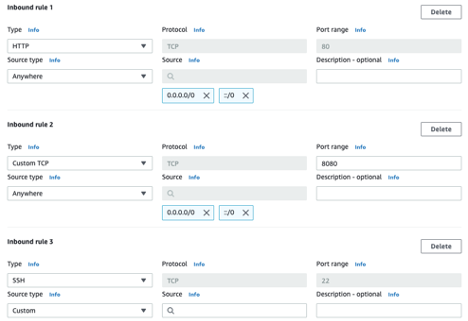 Inbound rule 1
Delete
Type Info Protocol Info Port range Info
HTTP TCP 80
Source type Info Source Info Description - optional Info
Anywhere
0.0.0.0/0 ::/0
Inbound rule 2
Delete
Type Info Protocol Info Port range Info
Custom TCP TCP 8080
Source type Info Source Info Description - optional Info
Anywhere
0.0.0.0/0 ::/0
Inbound rule 3
Delete
Type Info Protocol Info Port range Info
SSH TCP 22
Source type Info Source Info Description - optional Info
Custom